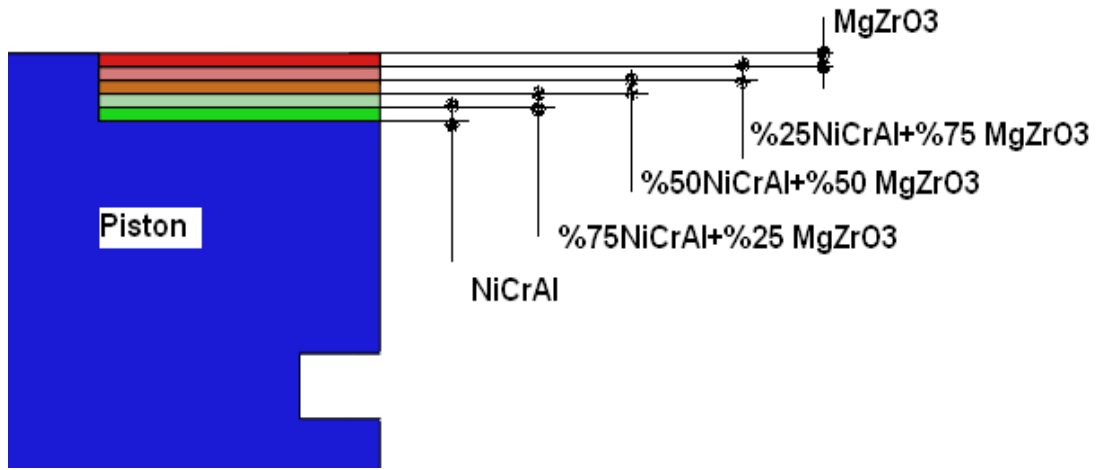 MgZrO3
%25NiCrAl+%75 MgZrO3
%50NiCrAl+%50 MgZrO3
Piston
%75NiCrAl+%25 MgZrO3
NiCrAl